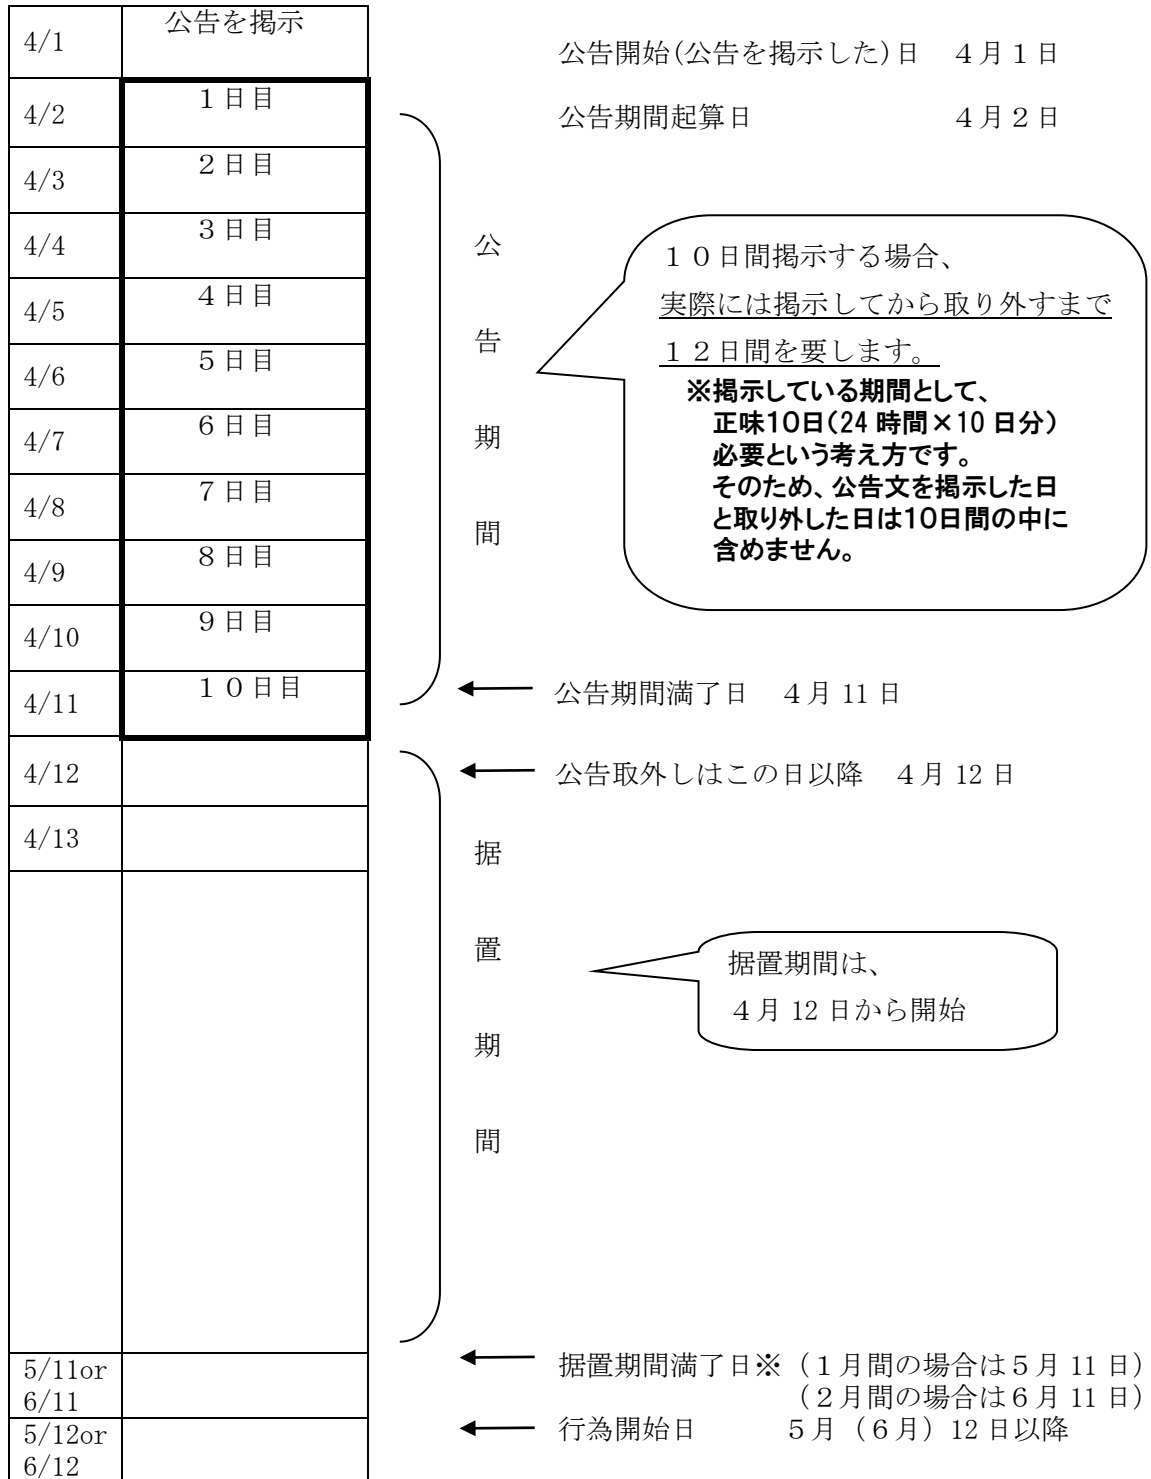 4/1 公告を掲示
公告開始(公告を掲示した)日　４月１日
4/2 １日目
公告期間起算日　４月２日
4/3 ２日目
4/4 ３日目
4/5 ４日目
4/6 ５日目
4/7 ６日目
4/8 ７日目
4/9 ８日目
4/10 ９日目
4/11 １０日目
公告期間
１０日間掲示する場合、
実際には掲示してから取り外すまで
１２日間を要します。
※掲示している期間として、
正味１０日（24時間×10日分）
必要という考え方です。
そのため、公告文を掲示した日
と取り外した日は１０日間の中に
含めません。
公告期間満了日　４月11日
4/12
公告取外しはこの日以降　４月12日
4/13
据置期間
据置期間は、
４月12日から開始
5/11or
6/11
据置期間満了日※（１月間の場合は５月11日）
（２月間の場合は６月11日）
5/12or
6/12
行為開始日　５月（６月）12日以降